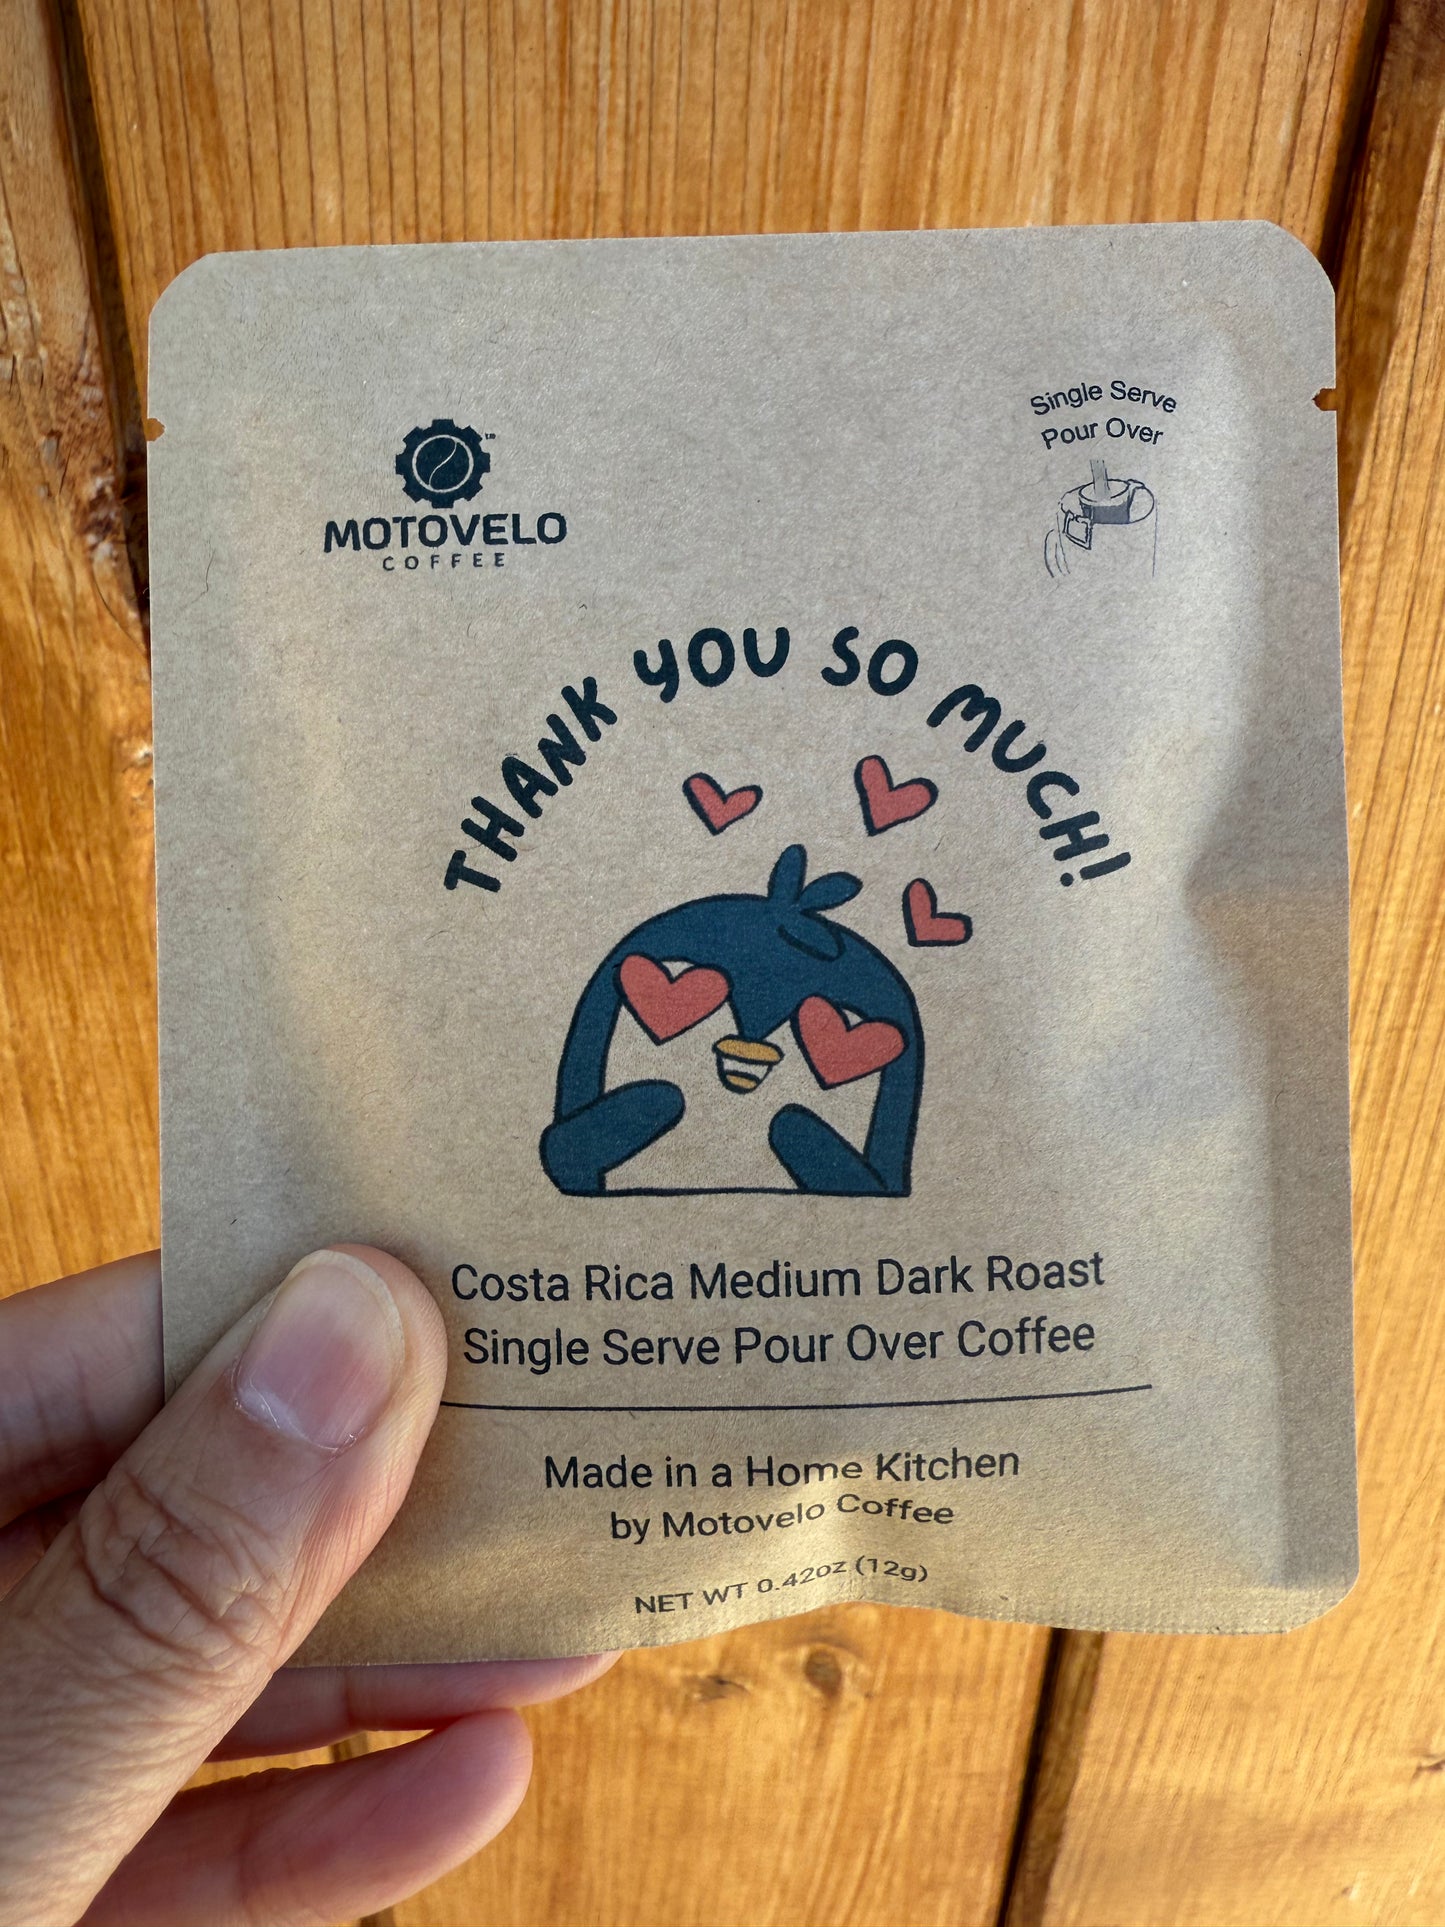 MOTOVELO
COFFEE
Single Serve
Pour Over
THANK YOU SO MUCH!
Costa Rica Medium Dark Roast
Single Serve Pour Over Coffee
Made in a Home Kitchen
by Motovelo Coffee
NET WT 0.42oz (12g)